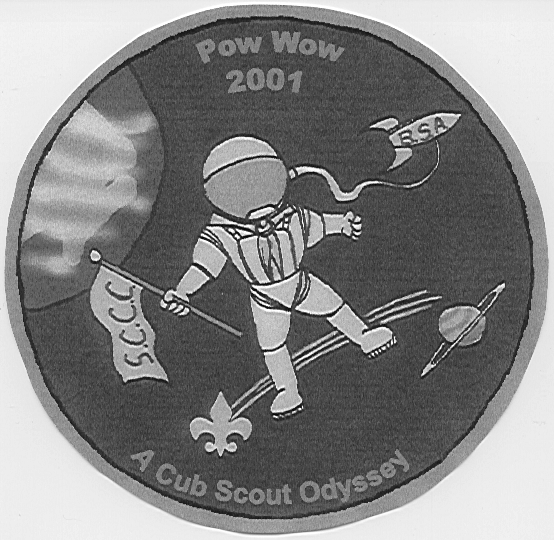 Pow Wow
2001
R.S.A
S.C.C.C.
A Cub Scout Odyssey